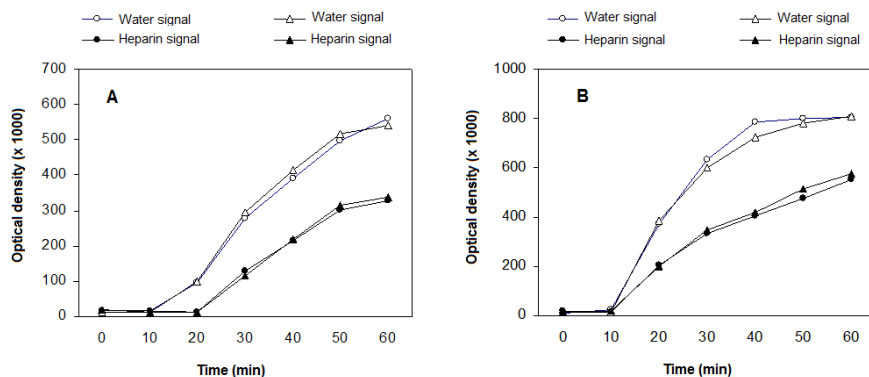 Water signal Water signal
Heparin signal Heparin signal
A
Optical density (x 1000)
700
600
500
400
300
200
100
0
0 10 20 30 40 50 60
Time (min)
Water signal Water signal
Heparin signal Heparin signal
B
Optical density (x 1000)
1000
800
600
400
200
0
0 10 20 30 40 50 60
Time (min)